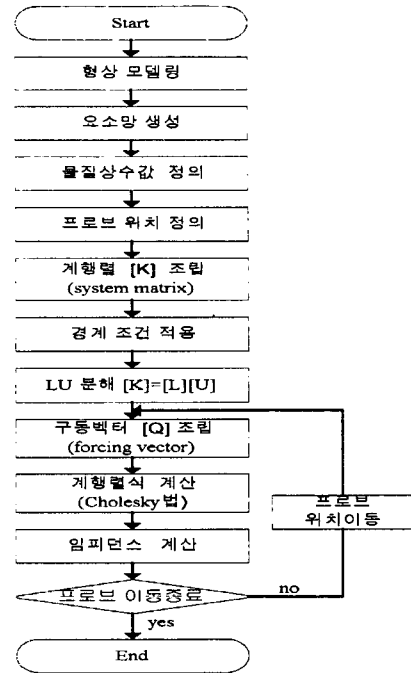 Start
형상 모델링
요소망 생성
물질상수값 정의
프로브 위치 정의
계행렬 [K] 조립
(system matrix)
경계 조건 적용
LU 분해 [K]=[L][U]
구동벡터 [Q] 조립
(forcing vector)
계행렬식 계산
(Cholesky법)
프로브
위치이동
임피던스 계산
프로브 이동종료
no
yes
End